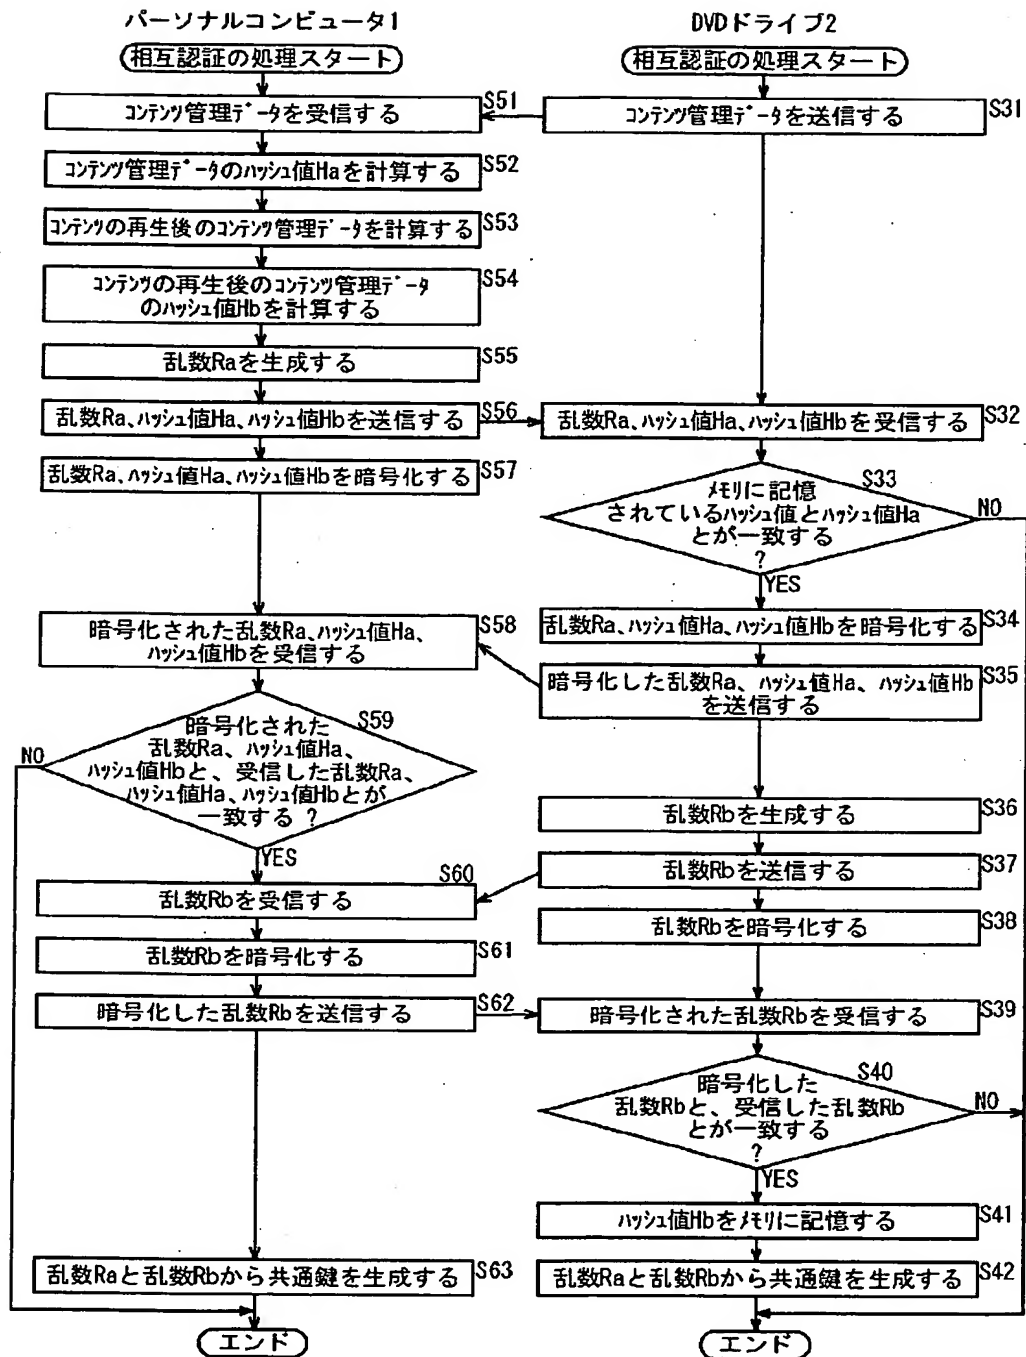 パーソナルコンピュータ1
相互認証の処理スタート
コンテンツ管理データを受信する
S51
コンテンツ管理データのハッシュ値Haを計算する
S52
コンテンツの再生後のコンテンツ管理データを計算する
S53
コンテンツの再生後のコンテンツ管理データ
のハッシュ値Hbを計算する
S54
乱数Raを生成する
S55
乱数Ra、ハッシュ値Ha、ハッシュ値Hbを送信する
S56
乱数Ra、ハッシュ値Ha、ハッシュ値Hbを暗号化する
S57
暗号化された乱数Ra、ハッシュ値Ha、
ハッシュ値Hbを受信する
S58
暗号化された
乱数Ra、ハッシュ値Ha、
ハッシュ値Hbと、受信した乱数Ra、
ハッシュ値Ha、ハッシュ値Hbとが
一致する ?
S59
NO
YES
乱数Rbを受信する
S60
乱数Rbを暗号化する
S61
暗号化した乱数Rbを送信する
S62
乱数Raと乱数Rbから共通鍵を生成する
S63
エンド
DVDドライブ2
相互認証の処理スタート
コンテンツ管理データを送信する
S31
乱数Ra、ハッシュ値Ha、ハッシュ値Hbを受信する
S32
メモリに記憶
されているハッシュ値とハッシュ値Ha
とが一致する
?
S33
NO
YES
乱数Ra、ハッシュ値Ha、ハッシュ値Hbを暗号化する
S34
暗号化した乱数Ra、ハッシュ値Ha、ハッシュ値Hb
を送信する
S35
乱数Rbを生成する
S36
乱数Rbを送信する
S37
乱数Rbを暗号化する
S38
暗号化された乱数Rbを受信する
S39
暗号化した
乱数Rbと、受信した乱数Rb
とが一致する
?
S40
NO
YES
ハッシュ値Hbをメモリに記憶する
S41
乱数Raと乱数Rbから共通鍵を生成する
S42
エンド